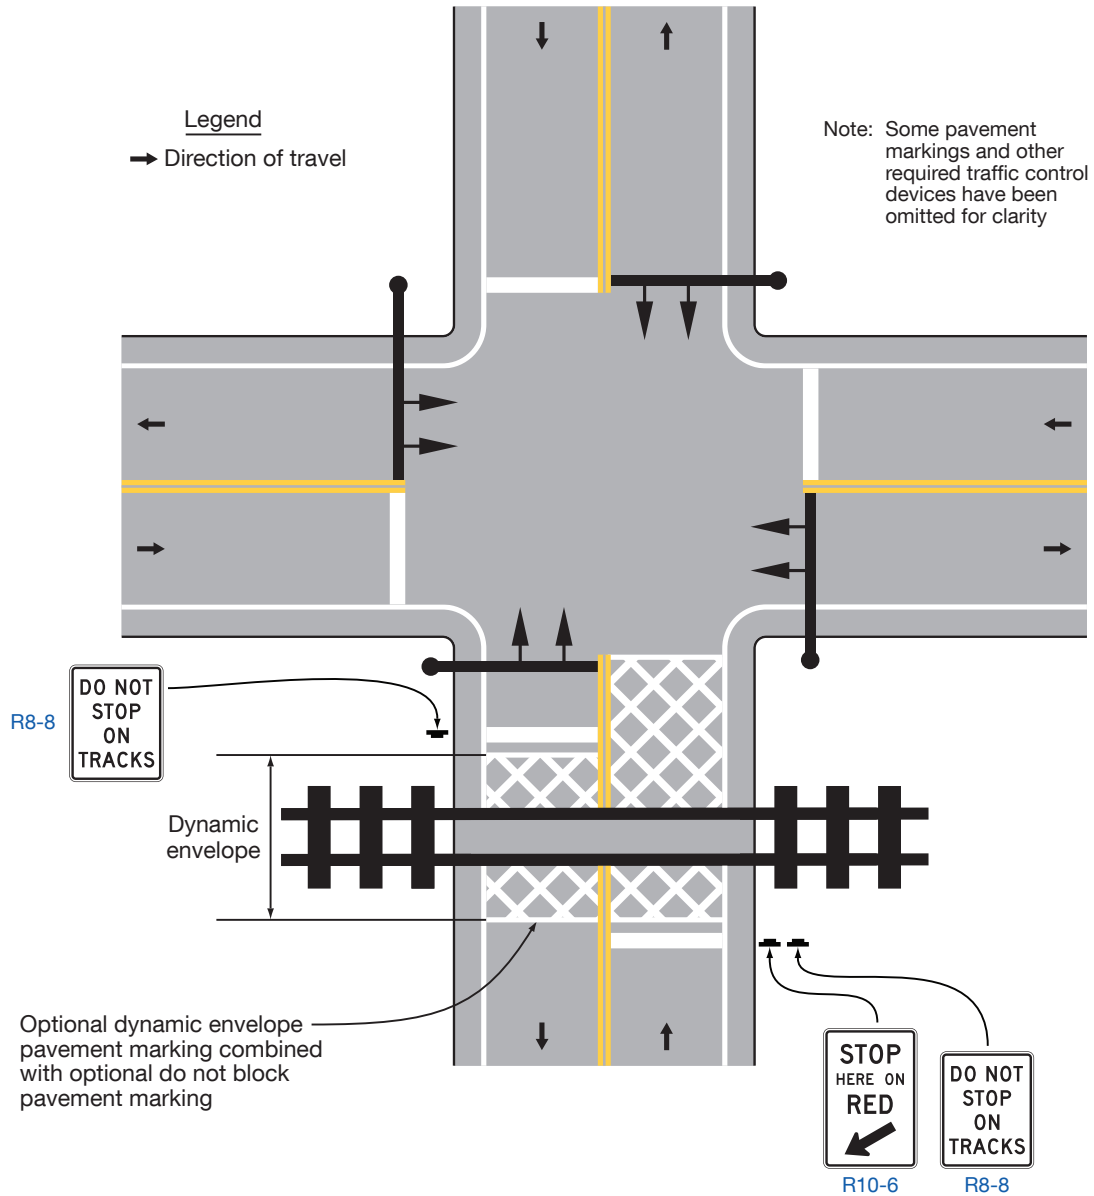 Legend
Direction of travel
Note: Some pavement
markings and other
required traffic control
devices have been
omitted for clarity
R8-8
DO NOT
STOP
ON
TRACKS
Dynamic
envelope
Optional dynamic envelope
pavement marking combined
with optional do not block
pavement marking
STOP
HERE ON
RED
R10-6
DO NOT
STOP
ON
TRACKS
R8-8